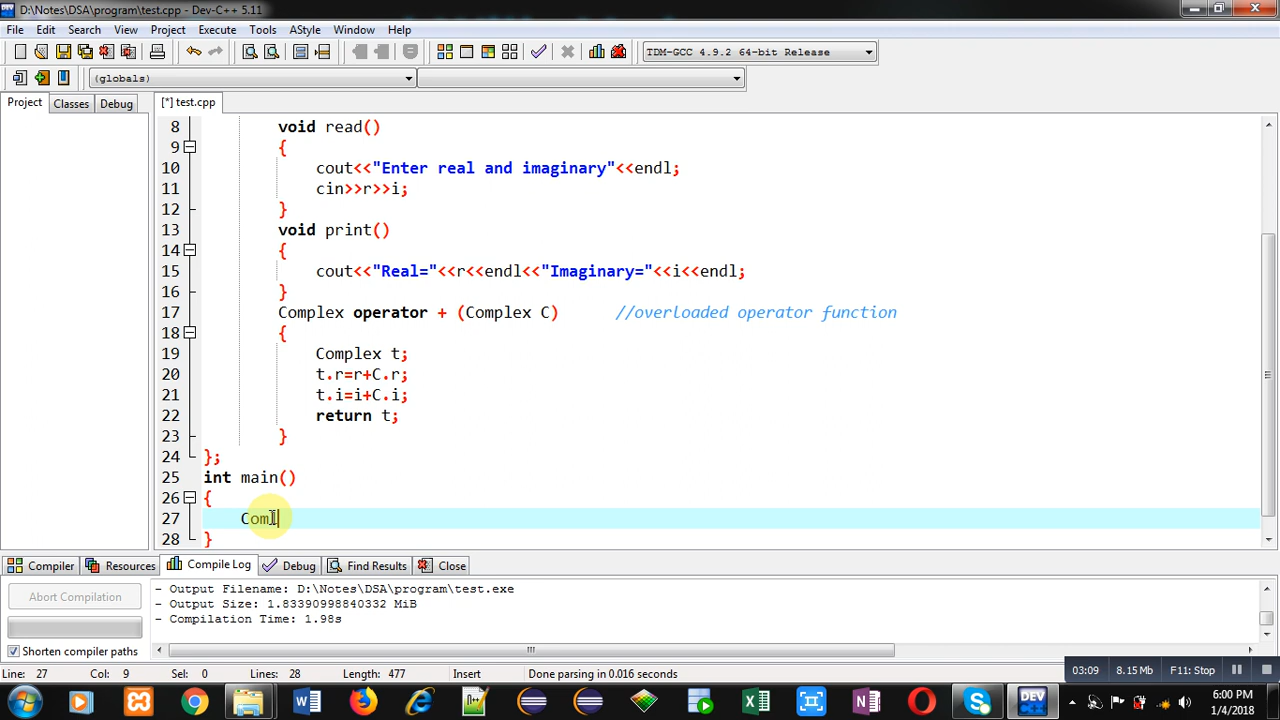 D:\Notes\DSA\program\test.cpp - Dev-C++ 5.11
File Edit Search View Project Execute Tools AStyle Window Help
TDM-GCC 4.9.2 64-bit Release
(globals)
Project Classes Debug [*] test.cpp
8 void read()
9 {
10 cout<<"Enter real and imaginary"<<endl;
11 cin>>r>>i;
12 }
13 void print()
14 {
15 cout<<"Real="<<r<<endl<<"Imaginary="<<i<<endl;
16 }
17 Complex operator + (Complex C) //overloaded operator function
18 {
19 Complex t;
20 t.r=r+C.r;
21 t.i=i+C.i;
22 return t;
23 }
24 };
25 int main()
26 {
27
28 }
Compiler Resources Compile Log Debug Find Results Close
Abort Compilation
Shorten compiler paths
- Output Filename: D:\Notes\DSA\program\test.exe
- Output Size: 1.83390998840332 MiB
- Compilation Time: 1.98s
Line: 27 Col: 9 Sel: 0 Lines: 28 Length: 477 Insert Done parsing in 0.016 seconds
03:09 8.15 Mb F11: Stop
DEV
6:00 PM
1/4/2018